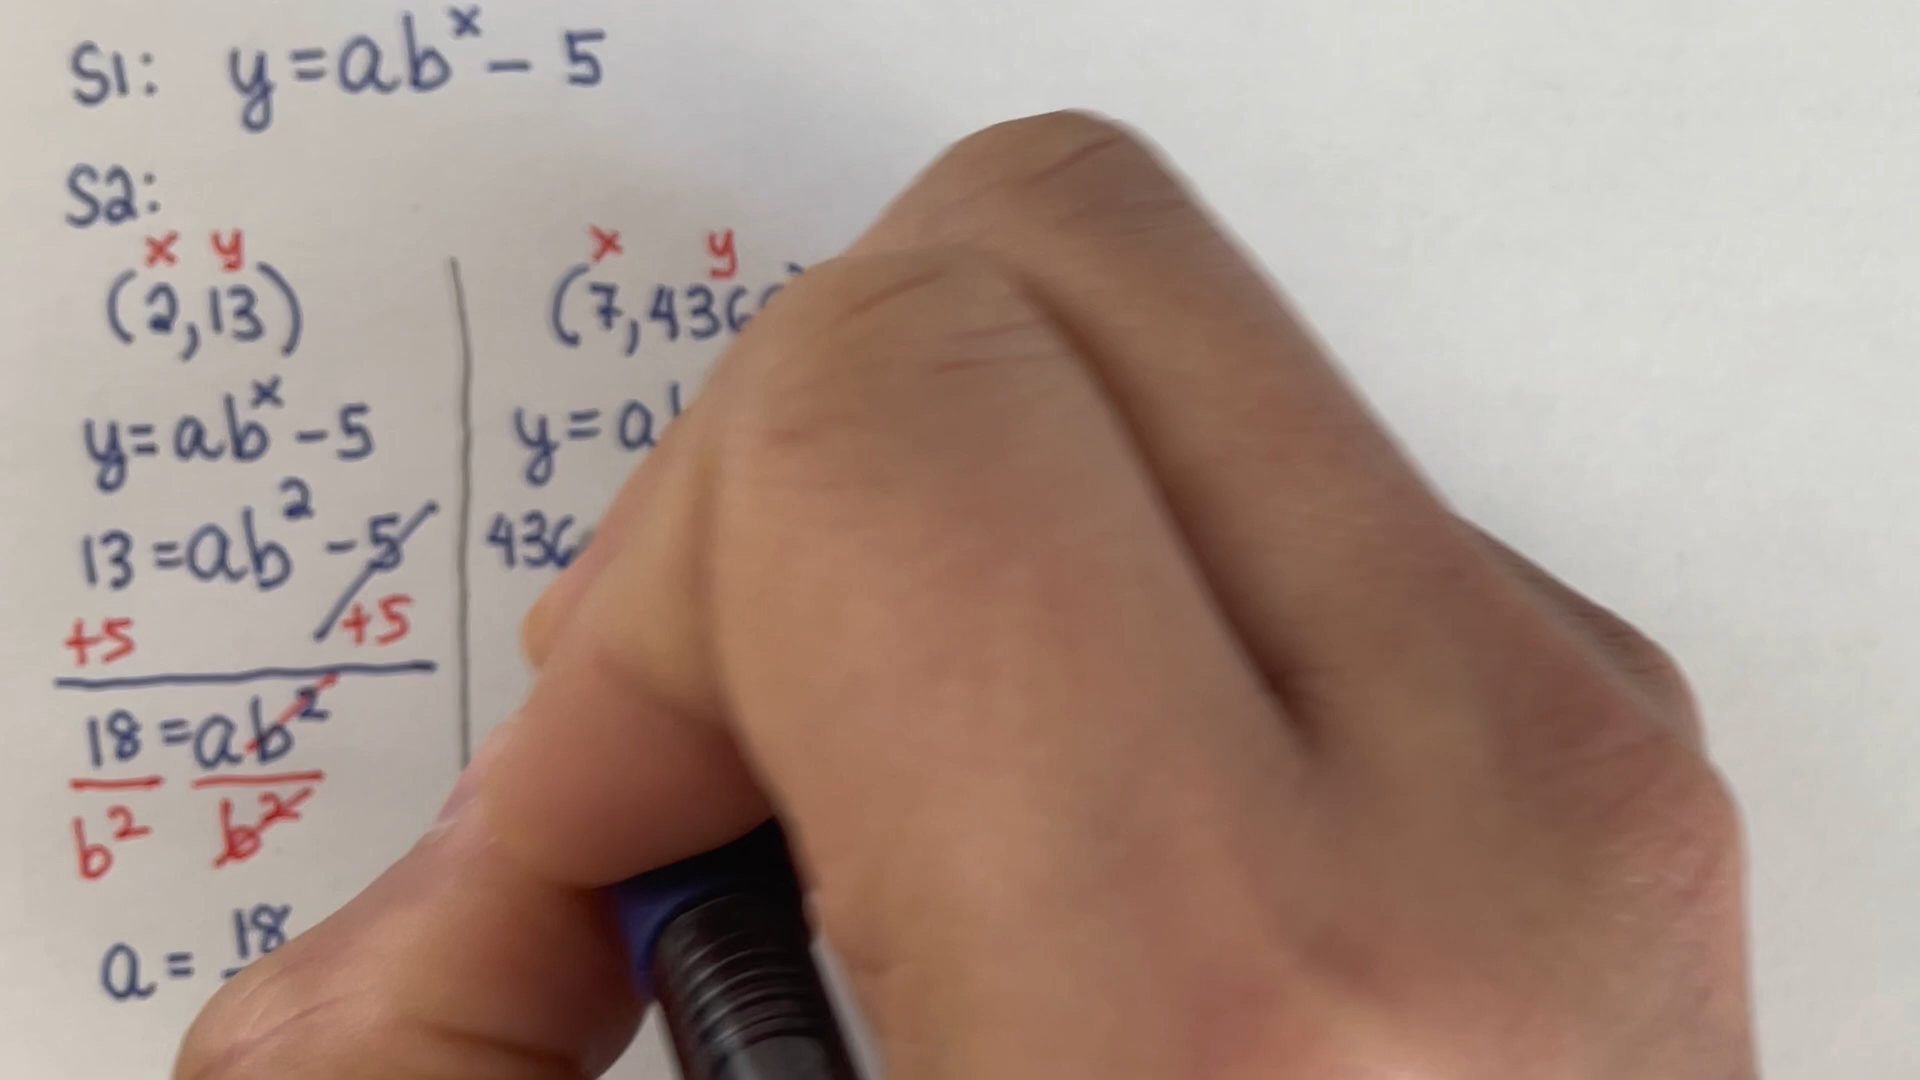 S1: y = ab^x - 5
S2:
x y
(2,13)
y = ab^x - 5
13 = ab^2 - 5
+5 +5
18 = ab^2
b^2 b^2
a = 18
x y
(7,436
y = a
436